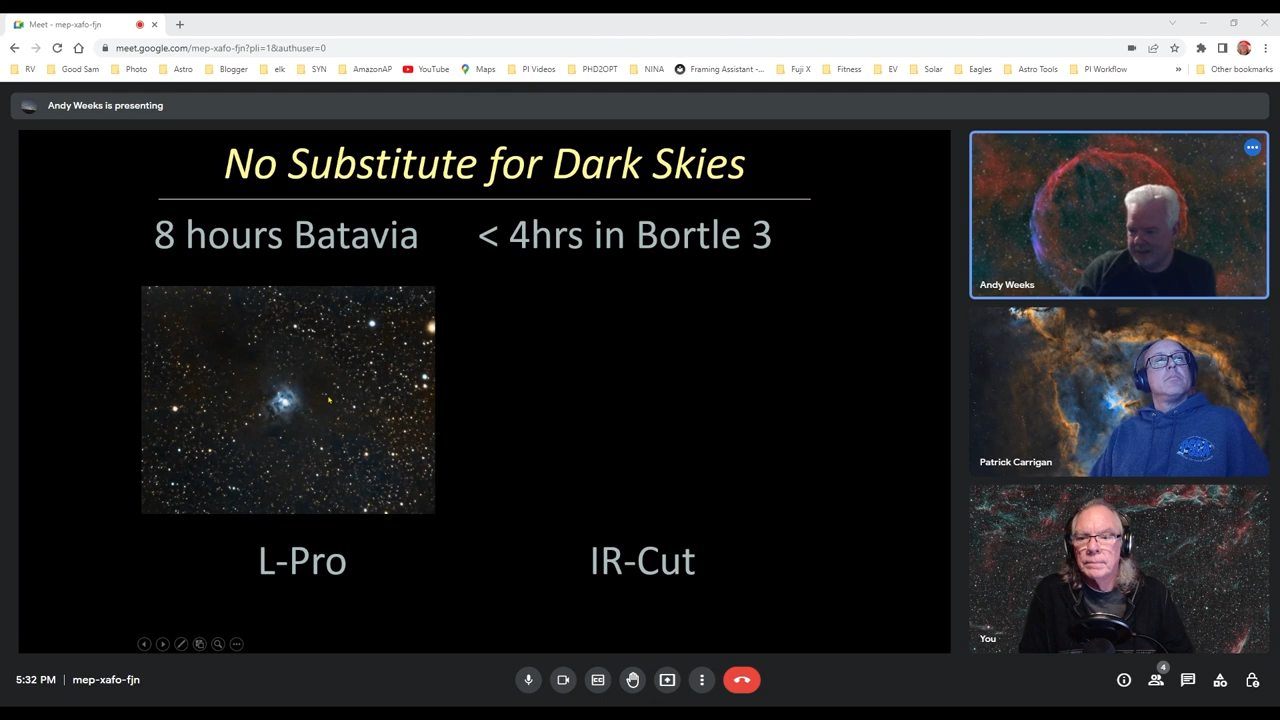 Meet - mep-xafo-fjn
meet.google.com/mep-xafo-fjn?pli=1&authuser=0
RV Good Sam Photo Astro Blogger elk SYN AmazonAP YouTube Maps PI Videos PHD2OPT NINA Framing Assistant -... Fuji X Fitness EV Solar Eagles Astro Tools PI Workflow » Other bookmarks
Andy Weeks is presenting
No Substitute for Dark Skies
8 hours Batavia < 4hrs in Bortle 3
L-Pro IR-Cut
Andy Weeks
Patrick Carrigan
You
5:32 PM | mep-xafo-fjn
4